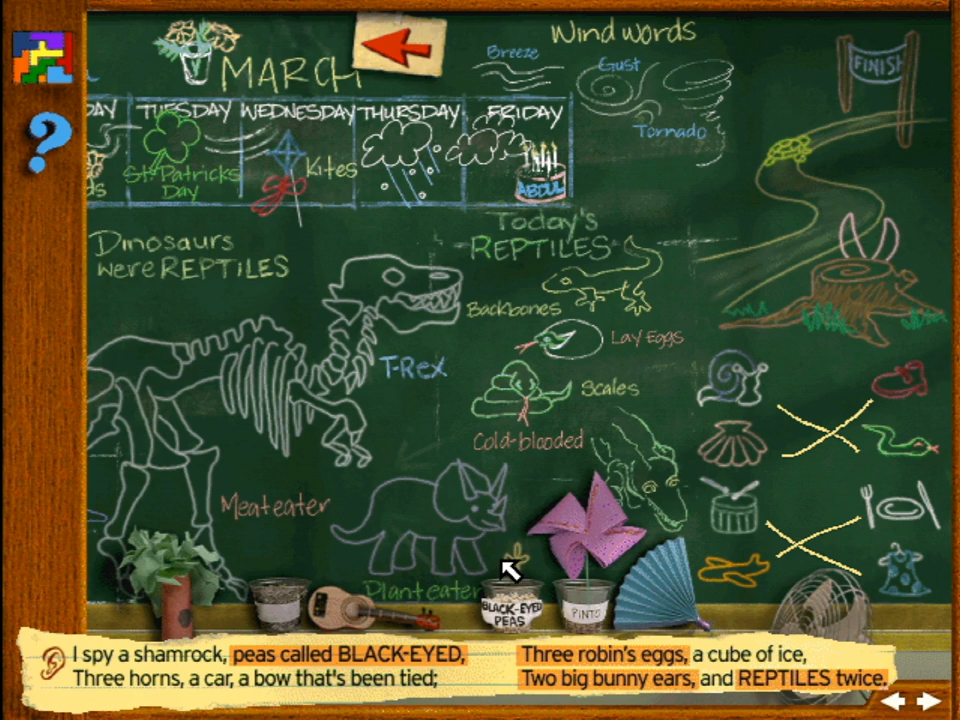 Wind words
Breeze
Gust
Tornado
FINISH
MARCH
DAY TUESDAY WEDNESDAY THURSDAY FRIDAY
St. Patricks
Day
Kites
ABDUL
Dinosaurs
were REPTILES
Today's
REPTILES
Backbones
Lay Eggs
Scales
Cold-blooded
T-Rex
Meateater
Planteater
BLACK-EYED
PEAS
PINTO
?
I spy a shamrock, peas called BLACK-EYED,
Three horns, a car, a bow that's been tied;
Three robin's eggs, a cube of ice,
Two big bunny ears, and REPTILES twice.